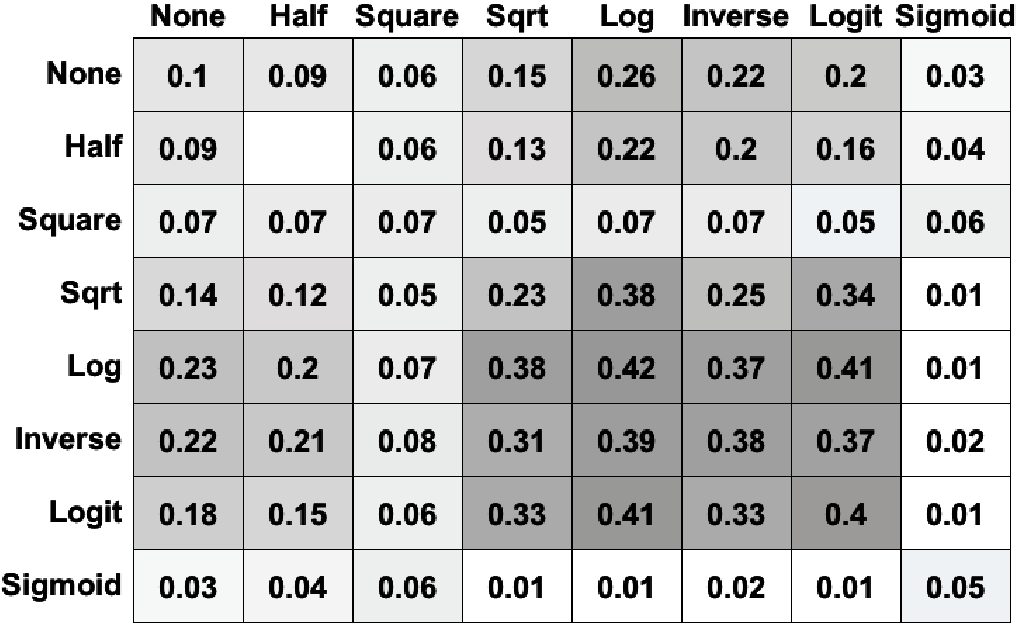 None Half Square Sqrt Log Inverse Logit Sigmoid
None 0.1 0.09 0.06 0.15 0.26 0.22 0.2 0.03
Half 0.09 0.06 0.13 0.22 0.2 0.16 0.04
Square 0.07 0.07 0.07 0.05 0.07 0.07 0.05 0.06
Sqrt 0.14 0.12 0.05 0.23 0.38 0.25 0.34 0.01
Log 0.23 0.2 0.07 0.38 0.42 0.37 0.41 0.01
Inverse 0.22 0.21 0.08 0.31 0.39 0.38 0.37 0.02
Logit 0.18 0.15 0.06 0.33 0.41 0.33 0.4 0.01
Sigmoid 0.03 0.04 0.06 0.01 0.01 0.02 0.01 0.05